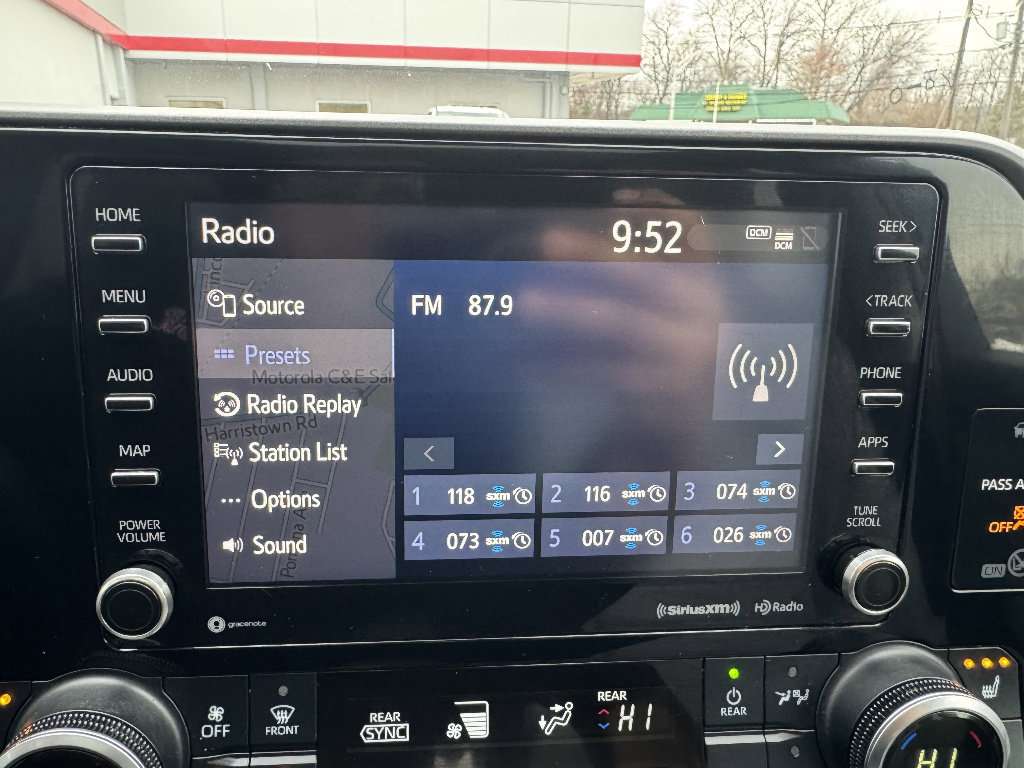 HOME
MENU
AUDIO
MAP
POWER
VOLUME
Radio
9:52
DCM
DCM
Source
Presets
Motorola C&E Sal
Radio Replay
Harristown Rd
Station List
Options
Sound
FM 87.9
<
>
1 118 sxm
2 116 sxm
3 074 sxm
4 073 sxm
5 007 sxm
6 026 sxm
SEEK>
<TRACK
PHONE
APPS
TUNE
SCROLL
gracenote
((SiriusXM))
HD Radio
PASS A
OFF
ON
OFF
FRONT
REAR
SYNC
REAR
HI
REAR
HI